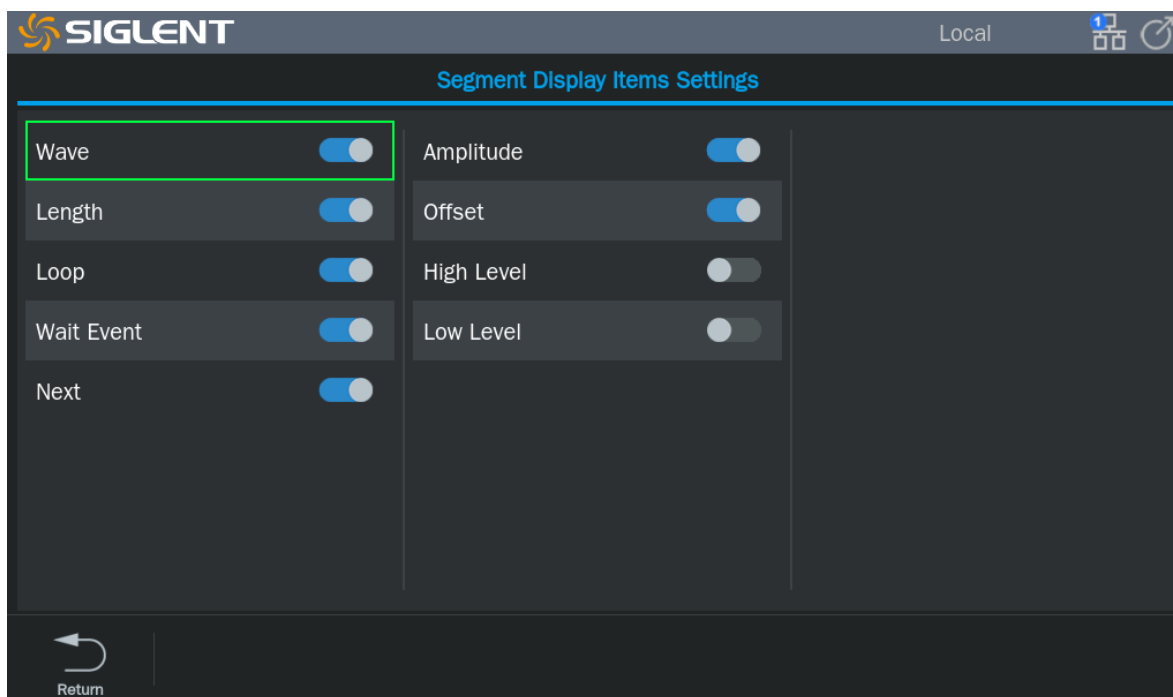 SIGLENT
Local
1
Segment Display Items Settings
Wave
Length
Loop
Wait Event
Next
Amplitude
Offset
High Level
Low Level
Return